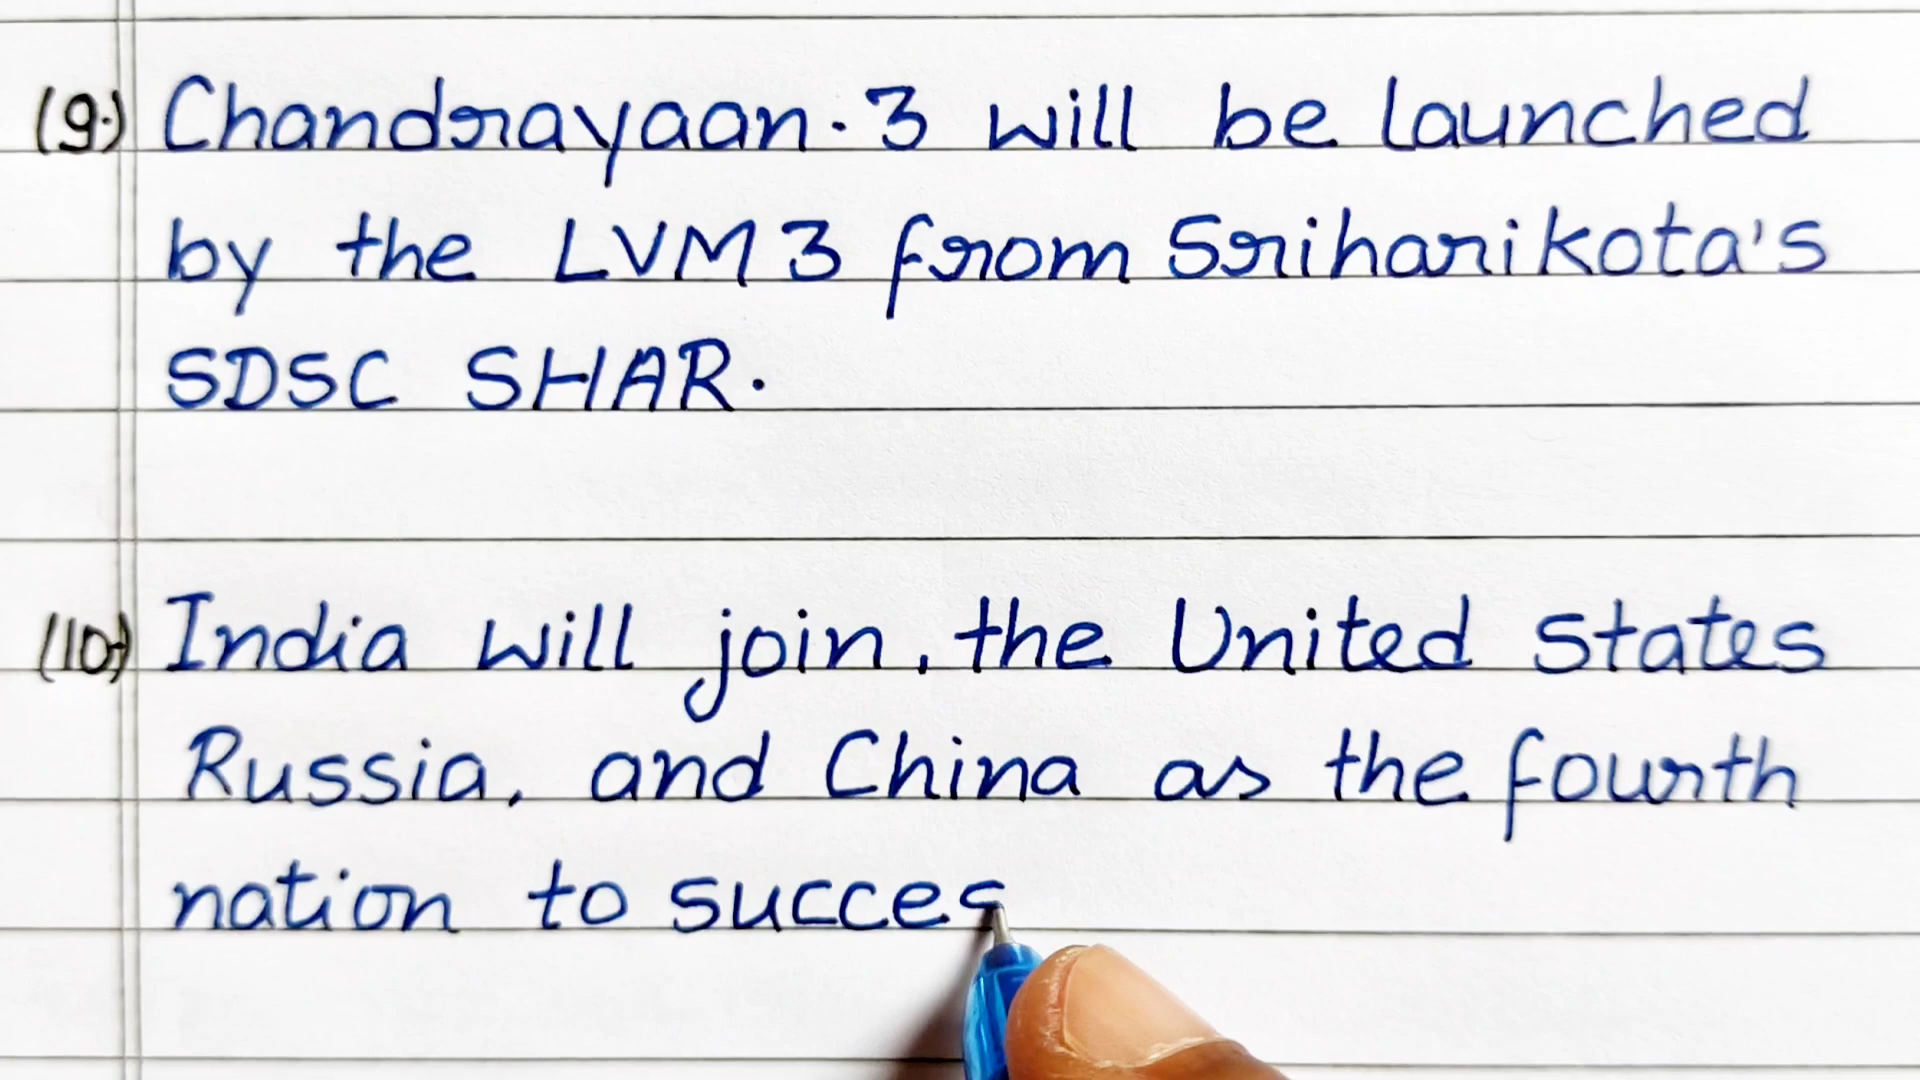 (9.) Chandrayaan.3 will be launched
by the LVM3 from Sriharikota's
SDSC SHAR.
(10.) India will join, the United States
Russia, and China as the fourth
nation to succes